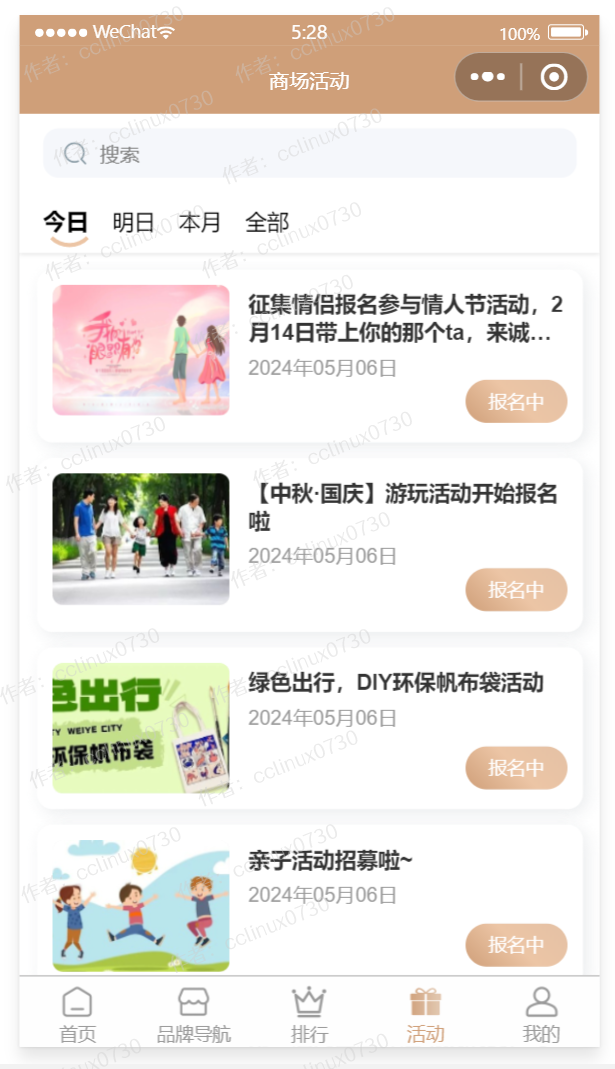 WeChat
5:28
100%
商场活动
搜索
今日 明日 本月 全部
征集情侣报名参与情人节活动，2
月14日带上你的那个ta，来诚…
2024年05月06日
报名中
【中秋·国庆】游玩活动开始报名
啦
2024年05月06日
报名中
色出行
TY WEIYE CITY
环保帆布袋
绿色出行，DIY环保帆布袋活动
2024年05月06日
报名中
亲子活动招募啦~
2024年05月06日
报名中
首页 品牌导航 排行 活动 我的
作者：cclinux0730